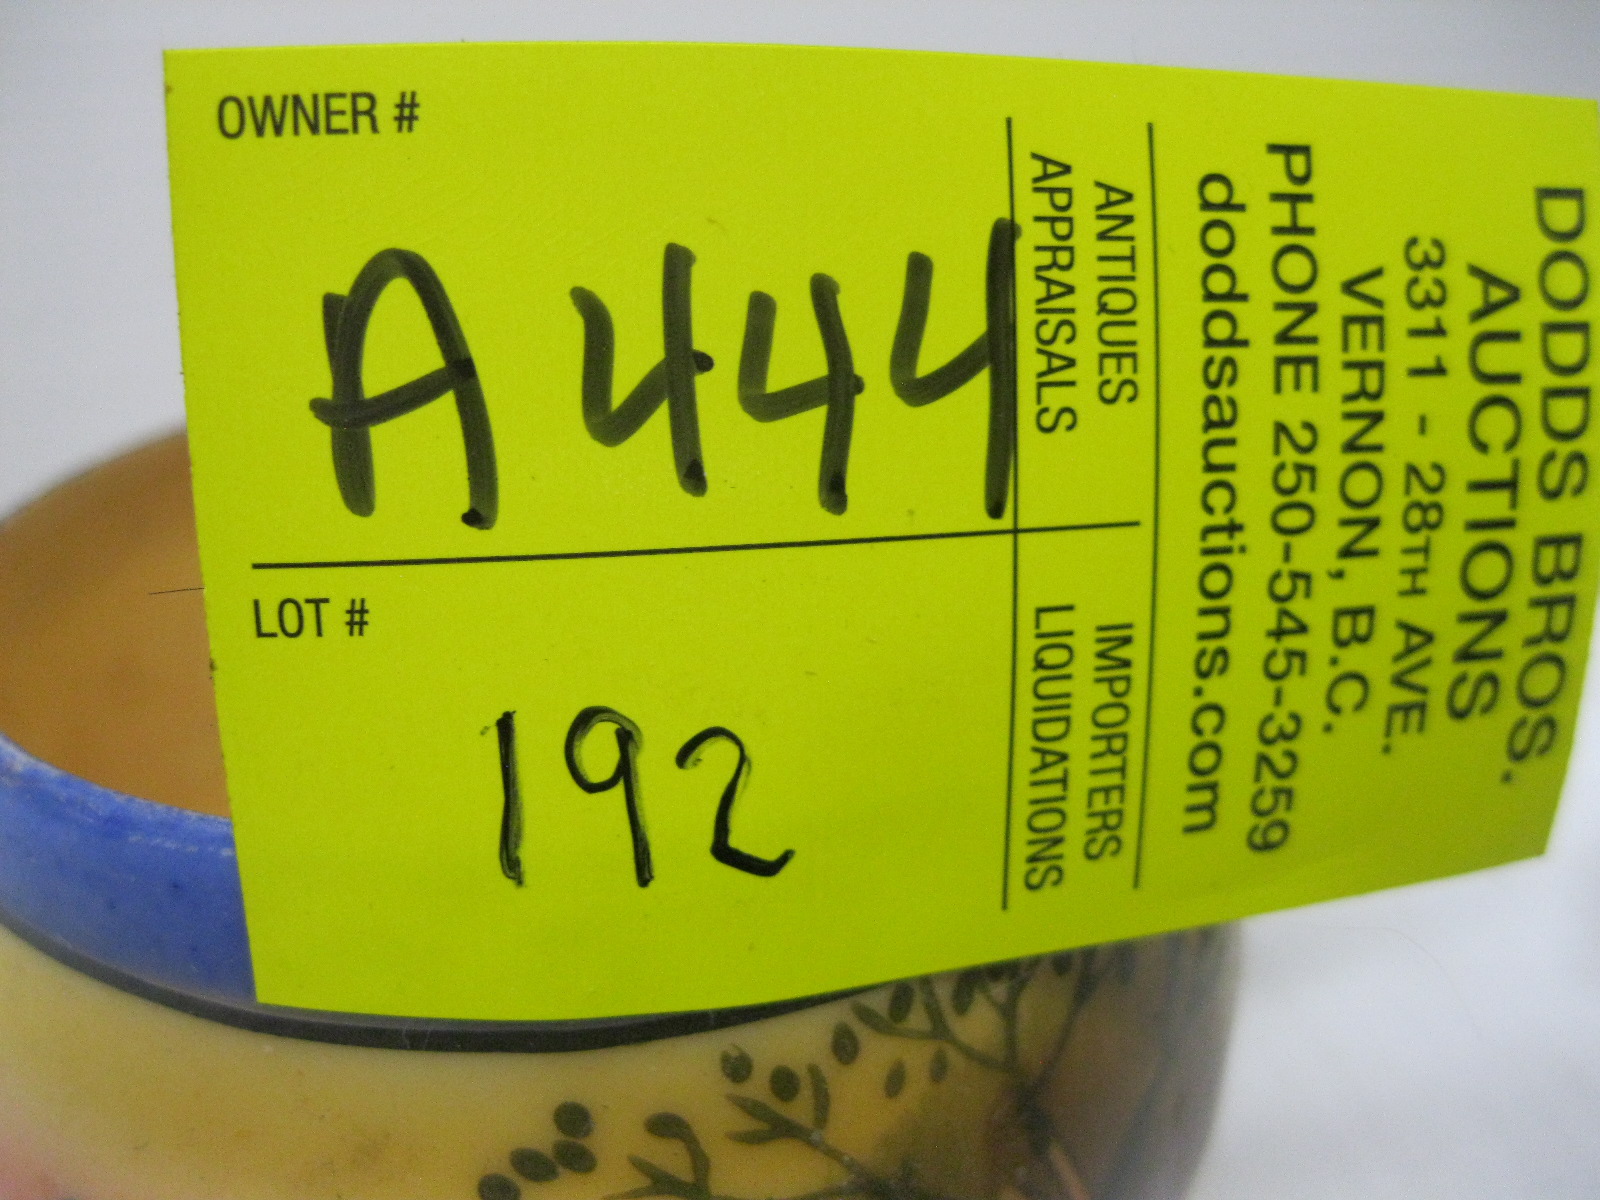 OWNER #
A444
LOT #
192
ANTIQUES
APPRAISALS
IMPORTERS
LIQUIDATIONS
DODDS BROS.
AUCTIONS
3311 - 28TH AVE.
VERNON, B.C.
PHONE 250-545-3259
doddsauctions.com